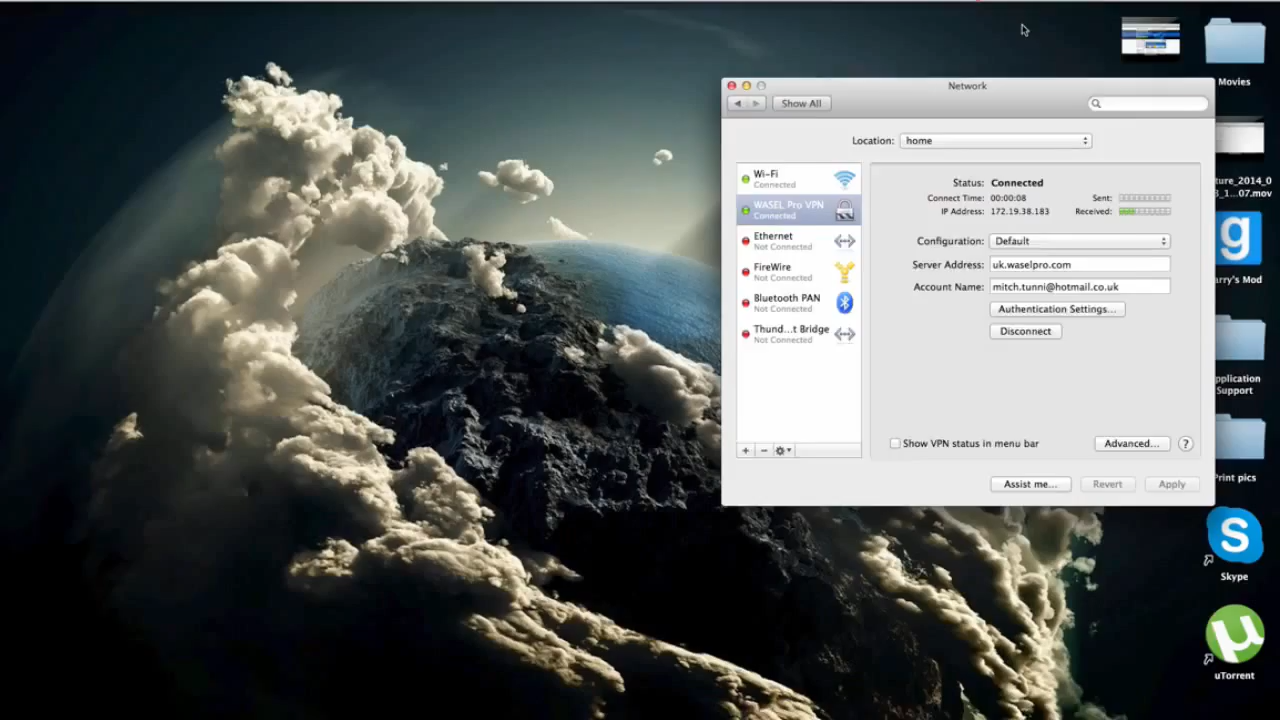 Network
Show All
Location: home
Wi-Fi
Connected
WASEL Pro VPN
Connected
Ethernet
Not Connected
FireWire
Not Connected
Bluetooth PAN
Not Connected
Thund...t Bridge
Not Connected
Status: Connected
Connect Time: 00:00:08 Sent:
IP Address: 172.19.38.183 Received:
Configuration: Default
Server Address: uk.waselpro.com
Account Name: mitch.tunni@hotmail.co.uk
Authentication Settings...
Disconnect
Show VPN status in menu bar
Advanced...
?
Assist me...
Revert
Apply
Movies
ture_2014_0
3_1...07.mov
g
arry's Mod
pplication
Support
Print pics
S
Skype
µ
uTorrent